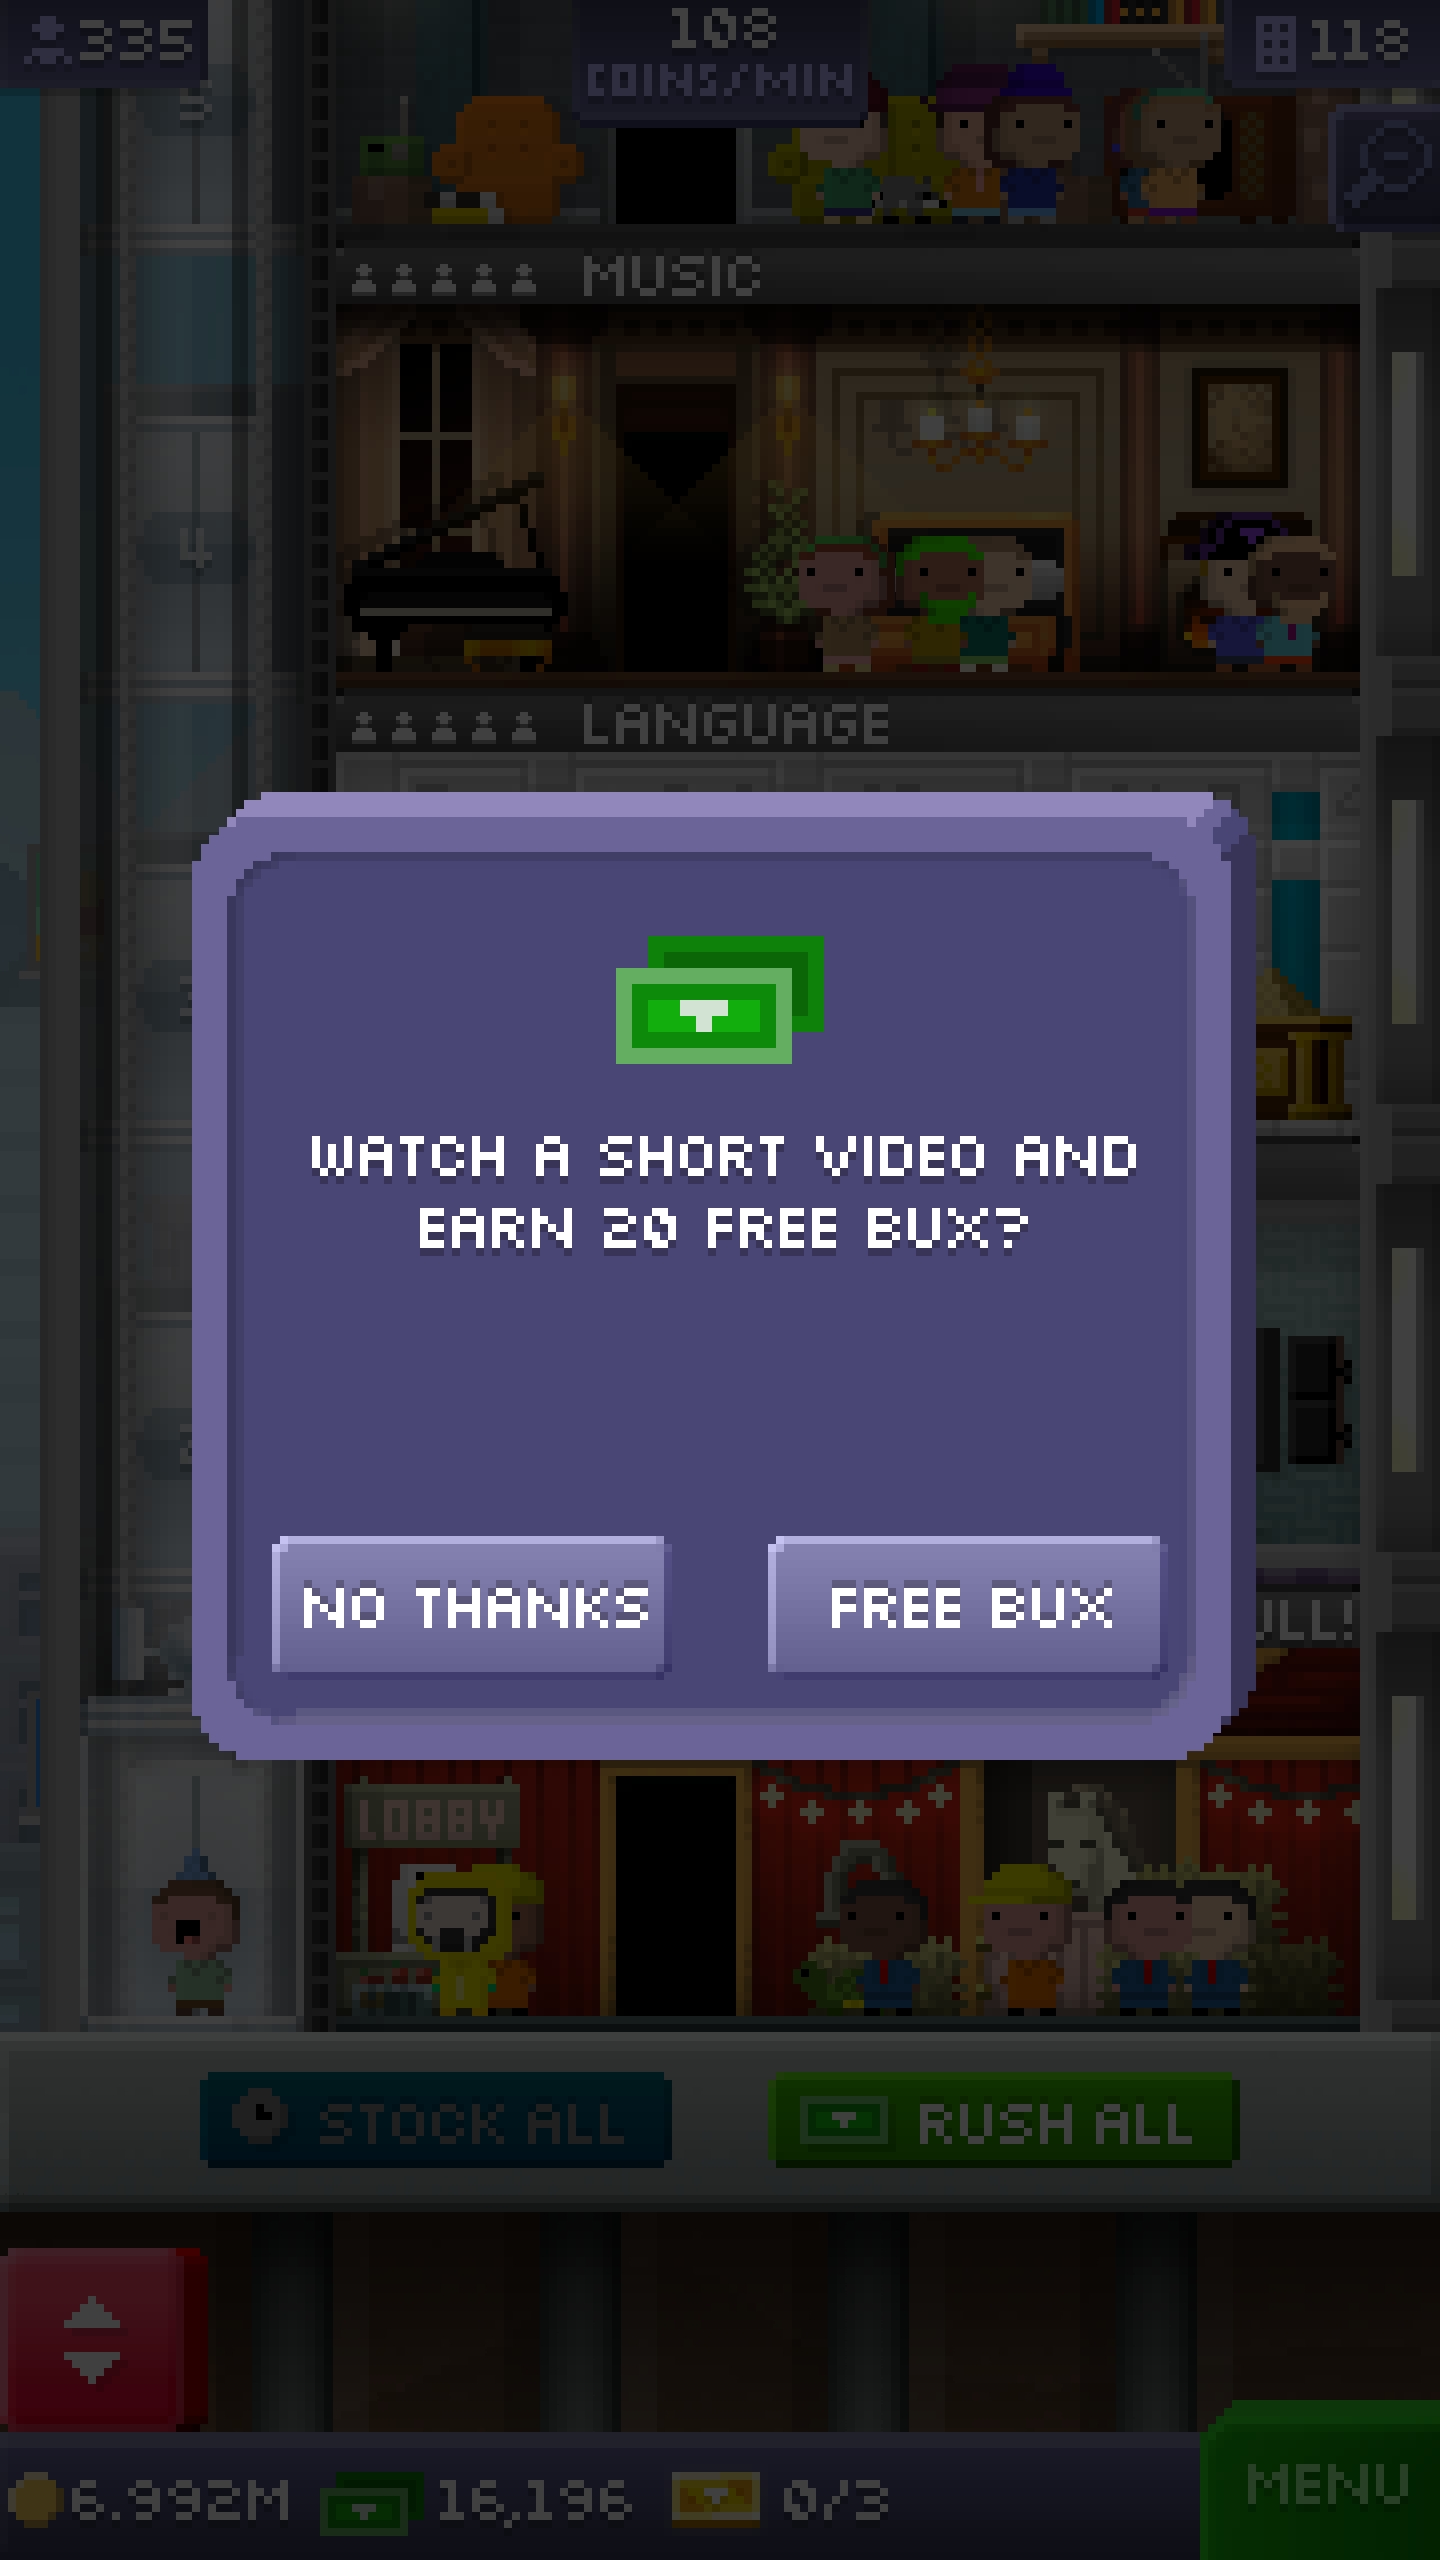 335
108
COINS/MIN
118
5
MUSIC
4
LANGUAGE
WATCH A SHORT VIDEO AND
EARN 20 FREE BUX?
NO THANKS
FREE BUX
LOBBY
STOCK ALL
RUSH ALL
6.992M
16,196
0/3
MENU